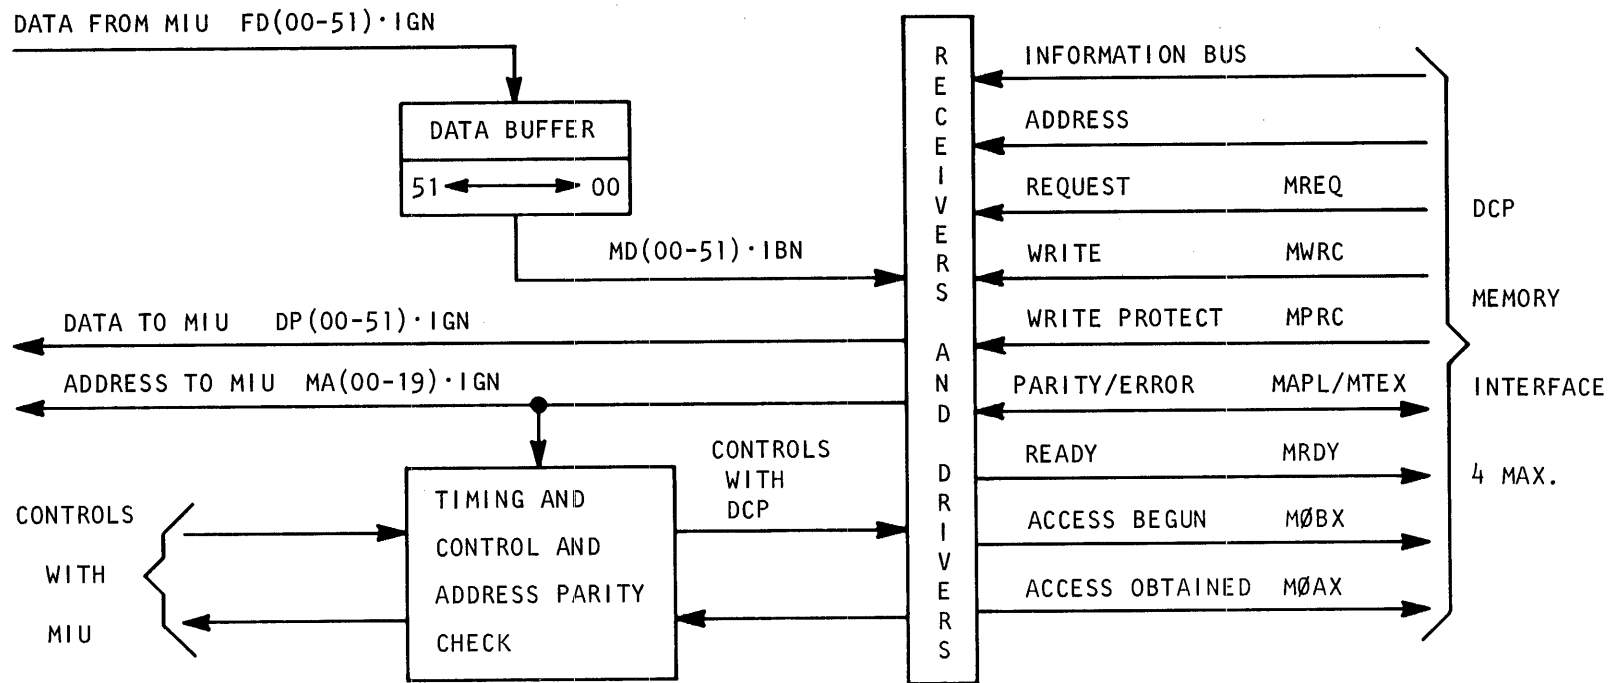 DATA FROM MIU FD(00-51)·IGN
DATA BUFFER
51 00
MD(00-51)·IBN
DATA TO MIU DP(00-51)·IGN
ADDRESS TO MIU MA(00-19)·IGN
CONTROLS
WITH
MIU
TIMING AND
CONTROL AND
ADDRESS PARITY
CHECK
CONTROLS
WITH
DCP
RECEIVERS AND DRIVERS
INFORMATION BUS
ADDRESS
REQUEST MREQ
WRITE MWRC
WRITE PROTECT MPRC
PARITY/ERROR MAPL/MTEX
READY MRDY
ACCESS BEGUN MØBX
ACCESS OBTAINED MØAX
DCP
MEMORY
INTERFACE
4 MAX.